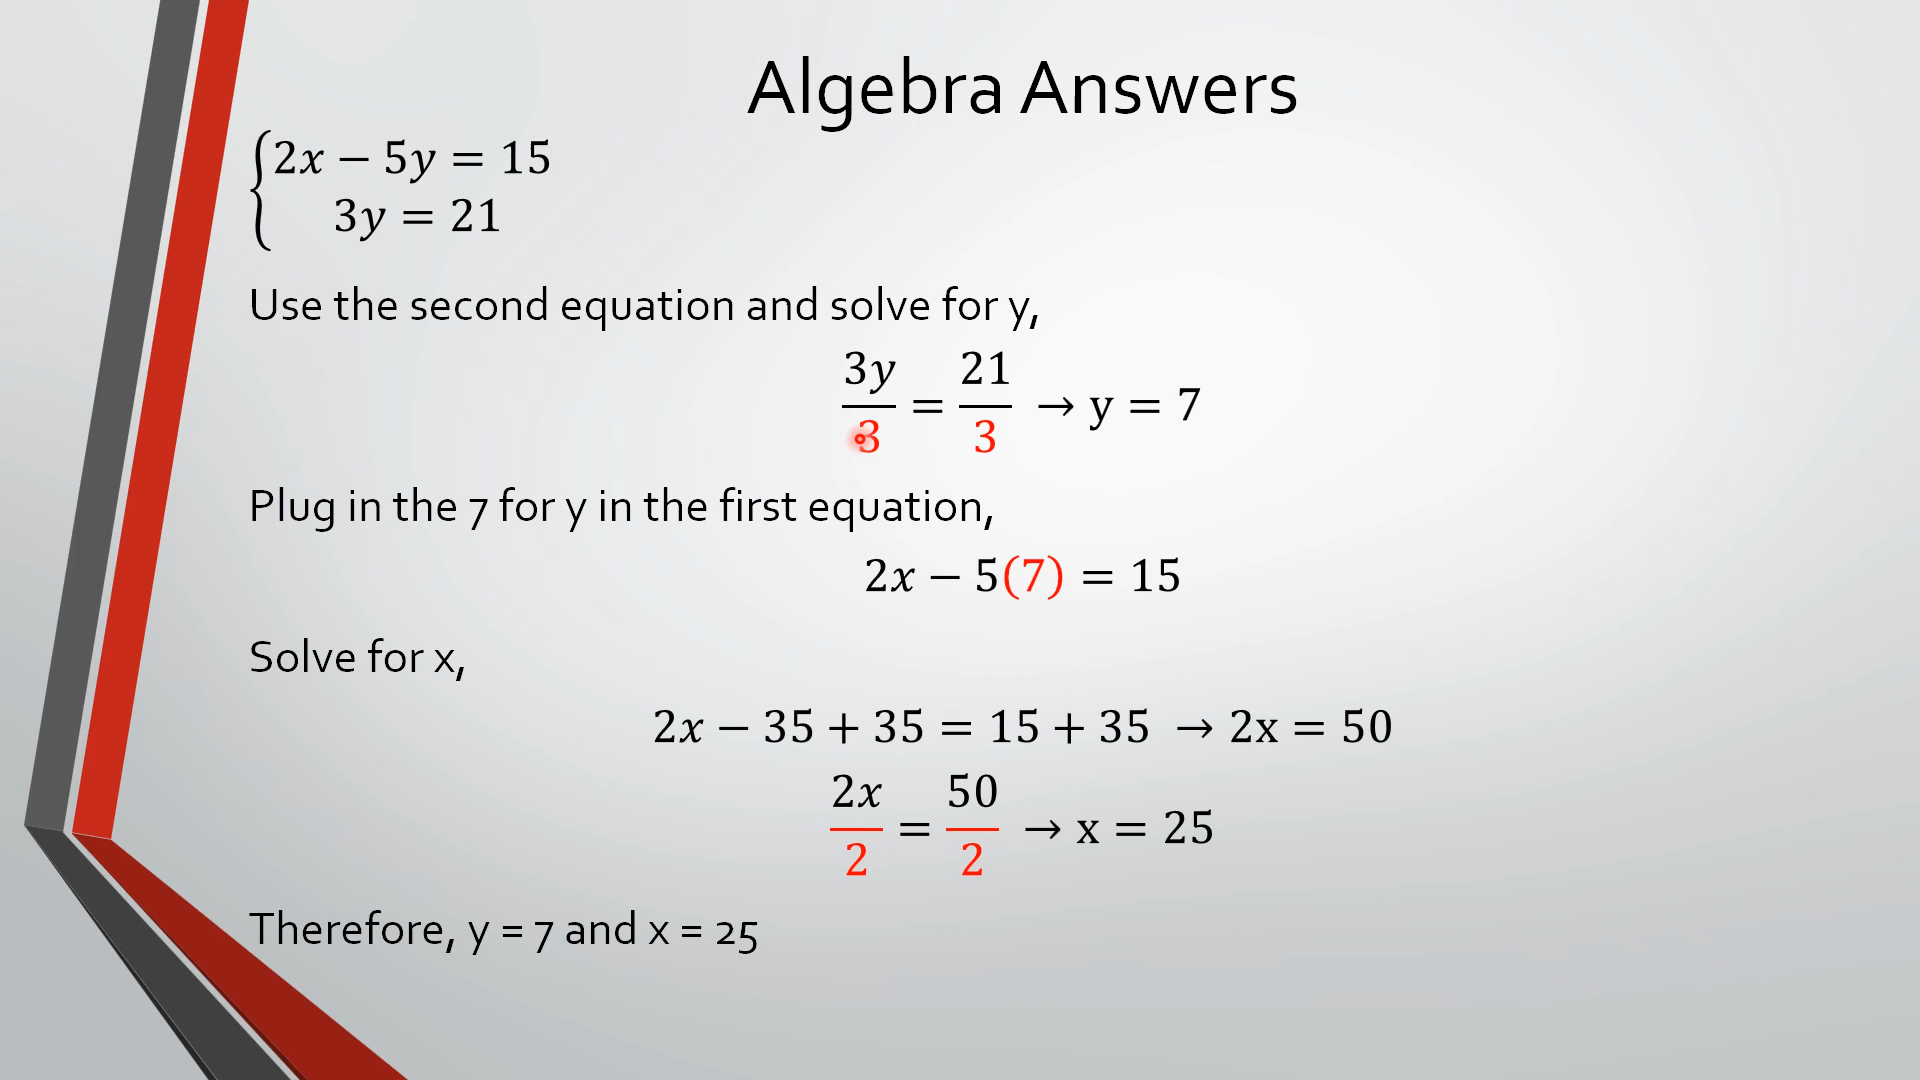 Algebra Answers
2x − 5y = 15
3y = 21
Use the second equation and solve for y,
3y/3 = 21/3 → y = 7
Plug in the 7 for y in the first equation,
2x − 5(7) = 15
Solve for x,
2x − 35 + 35 = 15 + 35 → 2x = 50
2x/2 = 50/2 → x = 25
Therefore, y = 7 and x = 25